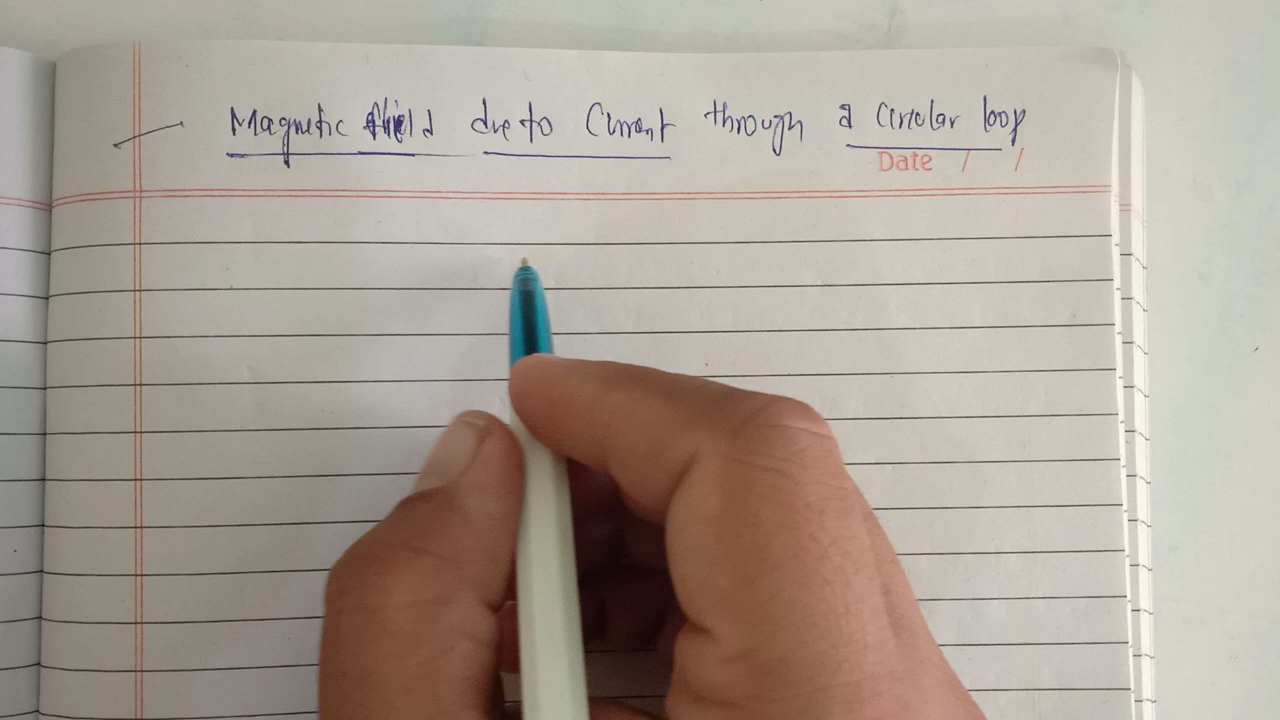 Magnetic field due to Current through a circular loop
Date / /